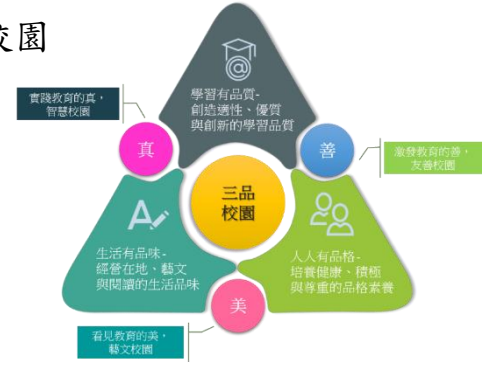 校園
學習有品質-
創造適性、優質
與創新的學習品質
實踐教育的真，
智慧校園
真
善
激發教育的善，
友善校園
三品
校園
生活有品味-
經營在地、藝文
與閱讀的生活品味
人人有品格-
培養健康、積極
與尊重的品格素養
美
看見教育的美，
藝文校園